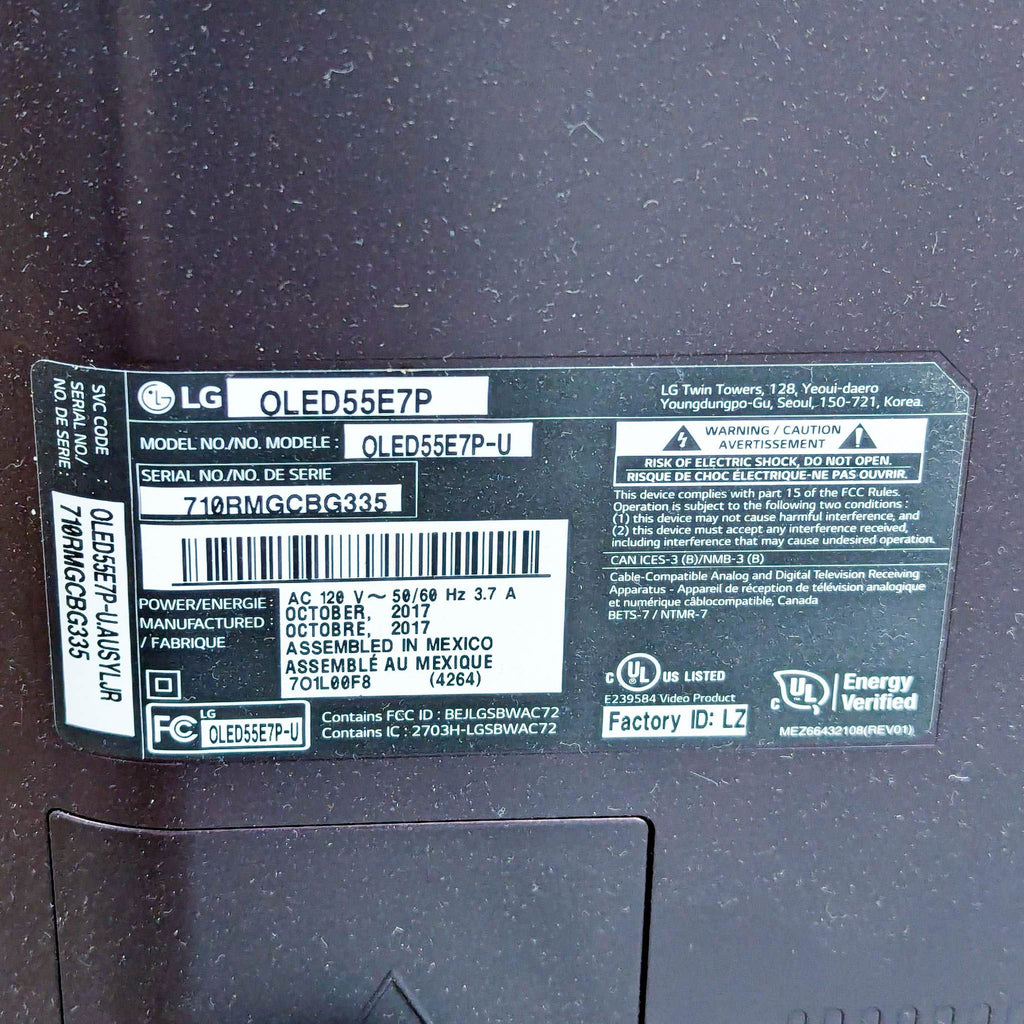 SVC CODE :
SERIAL NO./
NO. DE SERIE :
OLED55E7P-U.AUSYLJR
710RMGCBG335
LG OLED55E7P
MODEL NO./NO. MODELE : OLED55E7P-U
SERIAL NO./NO. DE SERIE
710RMGCBG335
POWER/ENERGIE : AC 120 V ~ 50/60 Hz 3.7 A
MANUFACTURED : OCTOBER, 2017
/ FABRIQUE OCTOBRE, 2017
ASSEMBLED IN MEXICO
ASSEMBLÉ AU MEXIQUE
701L00F8 (4264)
FC LG
OLED55E7P-U
Contains FCC ID : BEJLGSBWAC72
Contains IC : 2703H-LGSBWAC72
LG Twin Towers, 128, Yeoui-daero
Youngdungpo-Gu, Seoul, 150-721, Korea.
WARNING / CAUTION
AVERTISSEMENT
RISK OF ELECTRIC SHOCK, DO NOT OPEN.
RISQUE DE CHOC ÉLECTRIQUE-NE PAS OUVRIR.
This device complies with part 15 of the FCC Rules.
Operation is subject to the following two conditions :
(1) this device may not cause harmful interference, and
(2) this device must accept any interference received,
including interference that may cause undesired operation.
CAN ICES-3 (B)/NMB-3 (B)
Cable-Compatible Analog and Digital Television Receiving
Apparatus - Appareil de réception de télévision analogique
et numérique câblocompatible, Canada
BETS-7 / NTMR-7
c UL US LISTED
E239584 Video Product
Factory ID: LZ
c UL Energy
Verified
MEZ66432108(REV01)